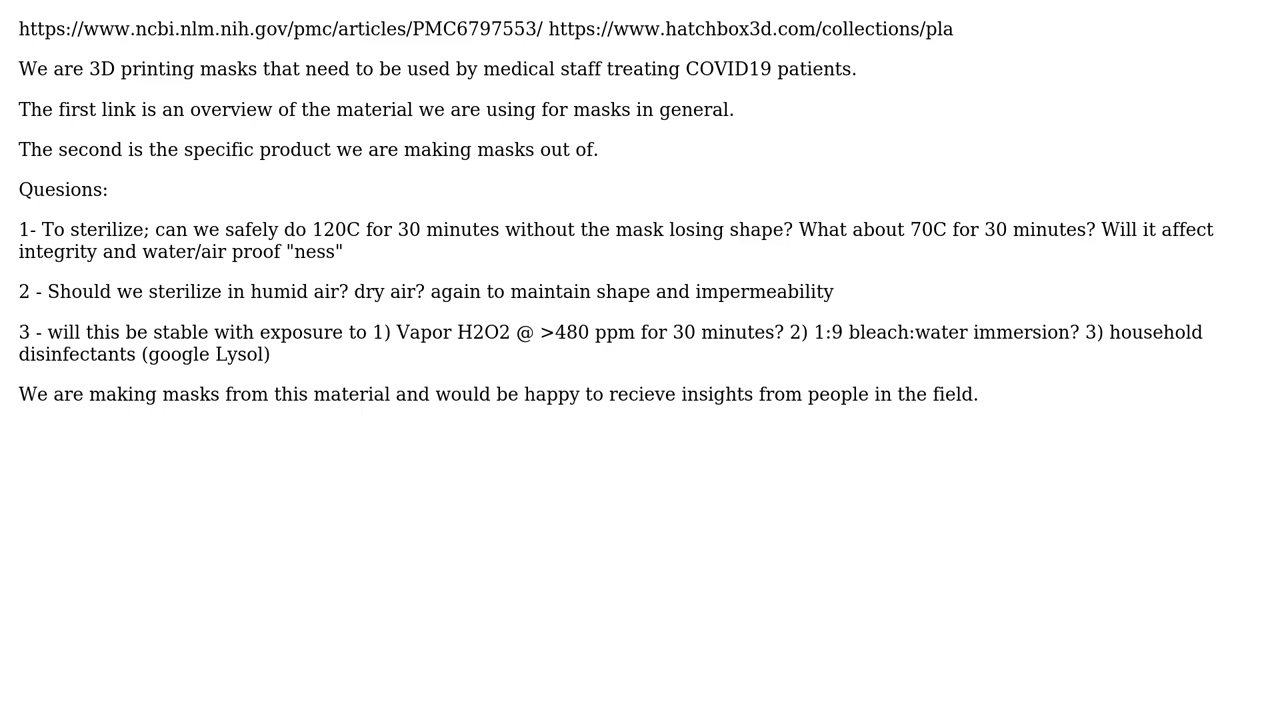 https://www.ncbi.nlm.nih.gov/pmc/articles/PMC6797553/ https://www.hatchbox3d.com/collections/pla
We are 3D printing masks that need to be used by medical staff treating COVID19 patients.
The first link is an overview of the material we are using for masks in general.
The second is the specific product we are making masks out of.
Quesions:
1- To sterilize; can we safely do 120C for 30 minutes without the mask losing shape? What about 70C for 30 minutes? Will it affect
integrity and water/air proof "ness"
2 - Should we sterilize in humid air? dry air? again to maintain shape and impermeability
3 - will this be stable with exposure to 1) Vapor H2O2 @ >480 ppm for 30 minutes? 2) 1:9 bleach:water immersion? 3) household
disinfectants (google Lysol)
We are making masks from this material and would be happy to recieve insights from people in the field.